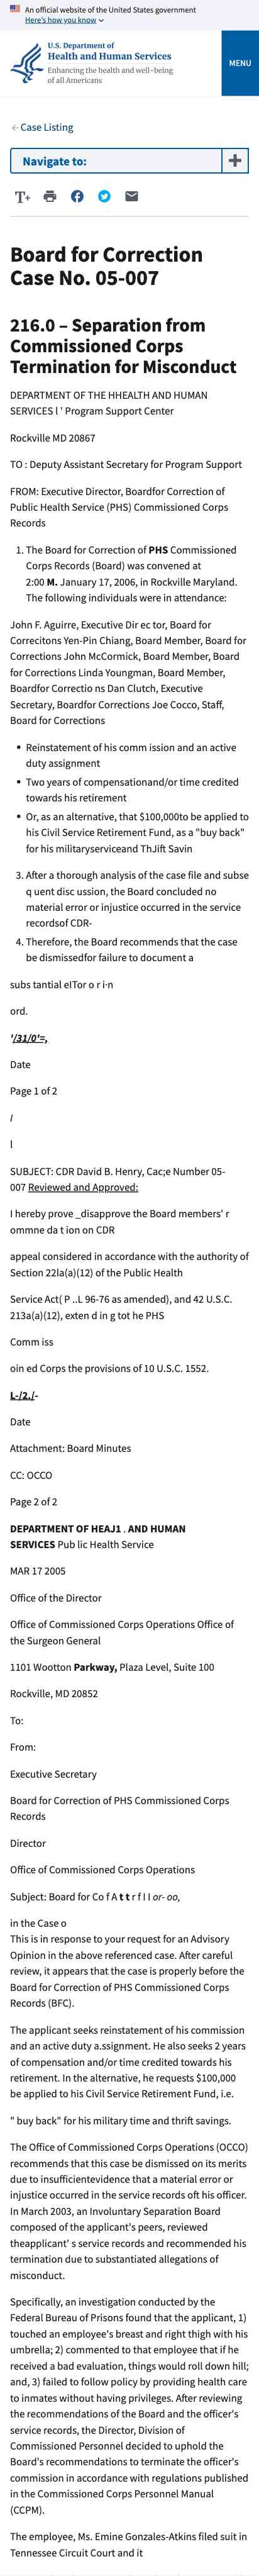 An official website of the United States government
Here's how you know
U.S. Department of
Health and Human Services
Enhancing the health and well-being
of all Americans
MENU
Case Listing
Navigate to:
Board for Correction
Case No. 05-007
216.0 – Separation from
Commissioned Corps
Termination for Misconduct
DEPARTMENT OF THE HHEALTH AND HUMAN
SERVICES l ' Program Support Center
Rockville MD 20867
TO : Deputy Assistant Secretary for Program Support
FROM: Executive Director, Boardfor Correction of
Public Health Service (PHS) Commissioned Corps
Records
1. The Board for Correction of PHS Commissioned
Corps Records (Board) was convened at
2:00 M. January 17, 2006, in Rockville Maryland.
The following individuals were in attendance:
John F. Aguirre, Executive Dir ec tor, Board for
Correcitons Yen-Pin Chiang, Board Member, Board for
Corrections John McCormick, Board Member, Board
for Corrections Linda Youngman, Board Member,
Boardfor Correctio ns Dan Clutch, Executive
Secretary, Boardfor Corrections Joe Cocco, Staff,
Board for Corrections
• Reinstatement of his comm ission and an active
duty assignment
• Two years of compensationand/or time credited
towards his retirement
• Or, as an alternative, that $100,000to be applied to
his Civil Service Retirement Fund, as a "buy back"
for his militaryserviceand ThJift Savin
3. After a thorough analysis of the case file and subse
q uent disc ussion, the Board concluded no
material error or injustice occurred in the service
recordsof CDR-
4. Therefore, the Board recommends that the case
be dismissedfor failure to document a
subs tantial elTor o r i·n
ord.
'/31/0'=,
Date
Page 1 of 2
I
l
SUBJECT: CDR David B. Henry, Cac;e Number 05-
007 Reviewed and Approved:
I hereby prove _disapprove the Board members' r
ommne da t ion on CDR
appeal considered in accordance with the authority of
Section 22la(a)(12) of the Public Health
Service Act( P ..L 96-76 as amended), and 42 U.S.C.
213a(a)(12), exten d in g tot he PHS
Comm iss
oin ed Corps the provisions of 10 U.S.C. 1552.
L-/2./-
Date
Attachment: Board Minutes
CC: OCCO
Page 2 of 2
DEPARTMENT OF HEAJ1 . AND HUMAN
SERVICES Pub lic Health Service
MAR 17 2005
Office of the Director
Office of Commissioned Corps Operations Office of
the Surgeon General
1101 Wootton Parkway, Plaza Level, Suite 100
Rockville, MD 20852
To:
From:
Executive Secretary
Board for Correction of PHS Commissioned Corps
Records
Director
Office of Commissioned Corps Operations
Subject: Board for Co f A t t r f l I or- oo,
in the Case o
This is in response to your request for an Advisory
Opinion in the above referenced case. After careful
review, it appears that the case is properly before the
Board for Correction of PHS Commissioned Corps
Records (BFC).
The applicant seeks reinstatement of his commission
and an active duty a.ssignment. He also seeks 2 years
of compensation and/or time credited towards his
retirement. In the alternative, he requests $100,000
be applied to his Civil Service Retirement Fund, i.e.
" buy back" for his military time and thrift savings.
The Office of Commissioned Corps Operations (OCCO)
recommends that this case be dismissed on its merits
due to insufficientevidence that a material error or
injustice occurred in the service records oft his officer.
In March 2003, an Involuntary Separation Board
composed of the applicant's peers, reviewed
theapplicant' s service records and recommended his
termination due to substantiated allegations of
misconduct.
Specifically, an investigation conducted by the
Federal Bureau of Prisons found that the applicant, 1)
touched an employee's breast and right thigh with his
umbrella; 2) commented to that employee that if he
received a bad evaluation, things would roll down hill;
and, 3) failed to follow policy by providing health care
to inmates without having privileges. After reviewing
the recommendations of the Board and the officer's
service records, the Director, Division of
Commissioned Personnel decided to uphold the
Board's recommendations to terminate the officer's
commission in accordance with regulations published
in the Commissioned Corps Personnel Manual
(CCPM).
The employee, Ms. Emine Gonzales-Atkins filed suit in
Tennessee Circuit Court and it